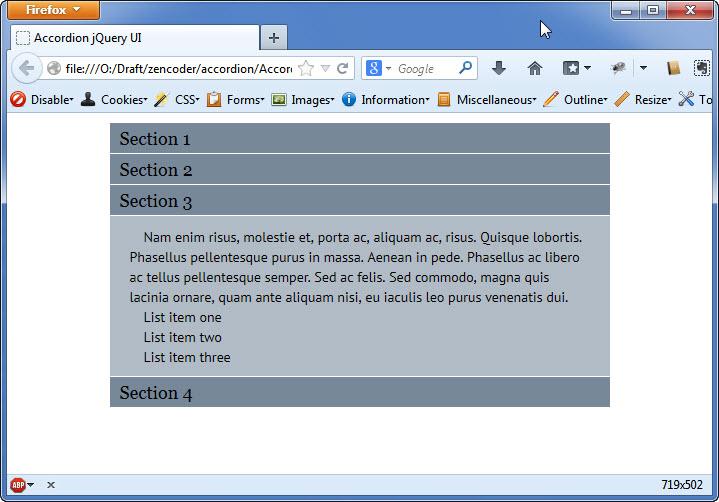 Firefox
Accordion jQuery UI
file:///O:/Draft/zencoder/accordion/Accor
Google
Disable Cookies CSS Forms Images Information Miscellaneous Outline Resize To
Section 1
Section 2
Section 3
Nam enim risus, molestie et, porta ac, aliquam ac, risus. Quisque lobortis.
Phasellus pellentesque purus in massa. Aenean in pede. Phasellus ac libero
ac tellus pellentesque semper. Sed ac felis. Sed commodo, magna quis
lacinia ornare, quam ante aliquam nisi, eu iaculis leo purus venenatis dui.
List item one
List item two
List item three
Section 4
ABP 719x502